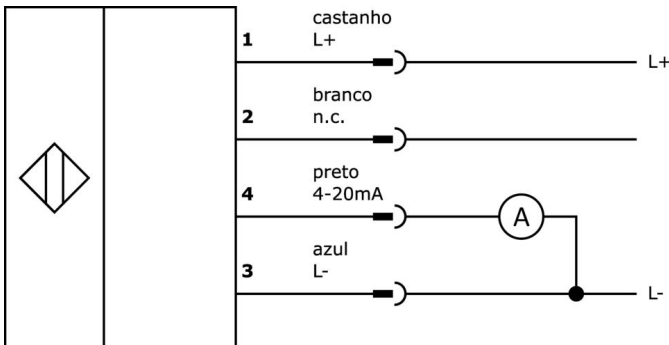 castanho
1 L+ L+
branco
2 n.c.
preto
4 4-20mA
A
azul
3 L- L-